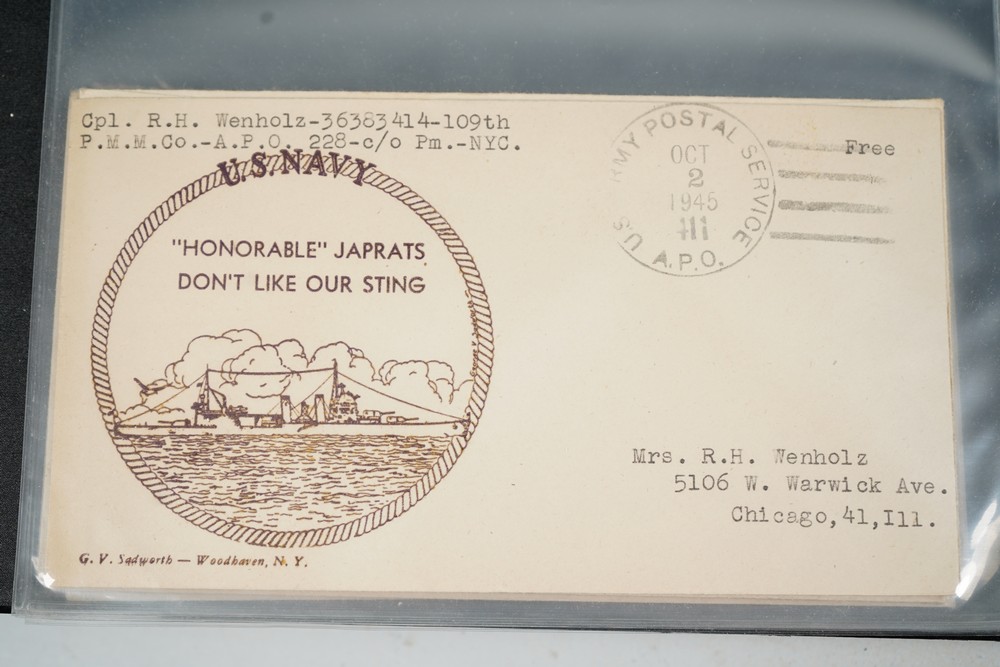 Cpl. R.H. Wenholz-36383414-109th
P.M.M.Co.-A.P.O. 228-c/o Pm.-NYC.
U.S. NAVY
"HONORABLE" JAPRATS
DON'T LIKE OUR STING
G. V. Sadworth — Woodhaven, N. Y.
U.S. ARMY POSTAL SERVICE
OCT
2
1945
A.P.O.
Free
Mrs. R.H. Wenholz
5106 W. Warwick Ave.
Chicago,41,Ill.